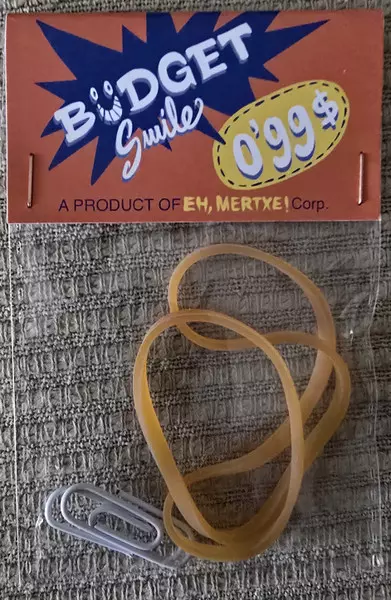 BUDGET
Smile
0'99 $
A PRODUCT OF EH, MERTXE! Corp.